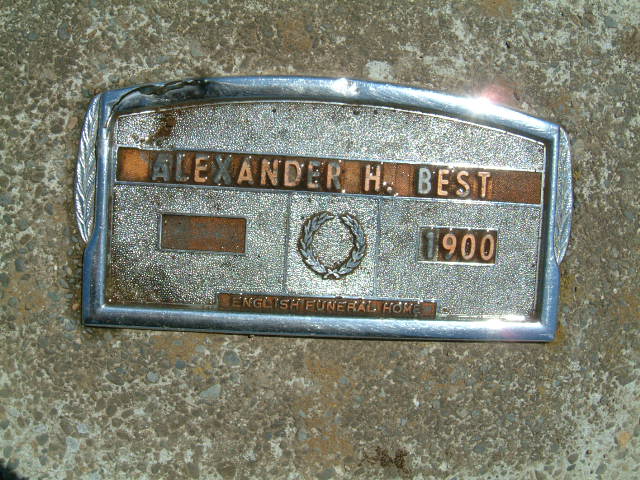 ALEXANDER H. BEST
1900
ENGLISH FUNERAL HOME